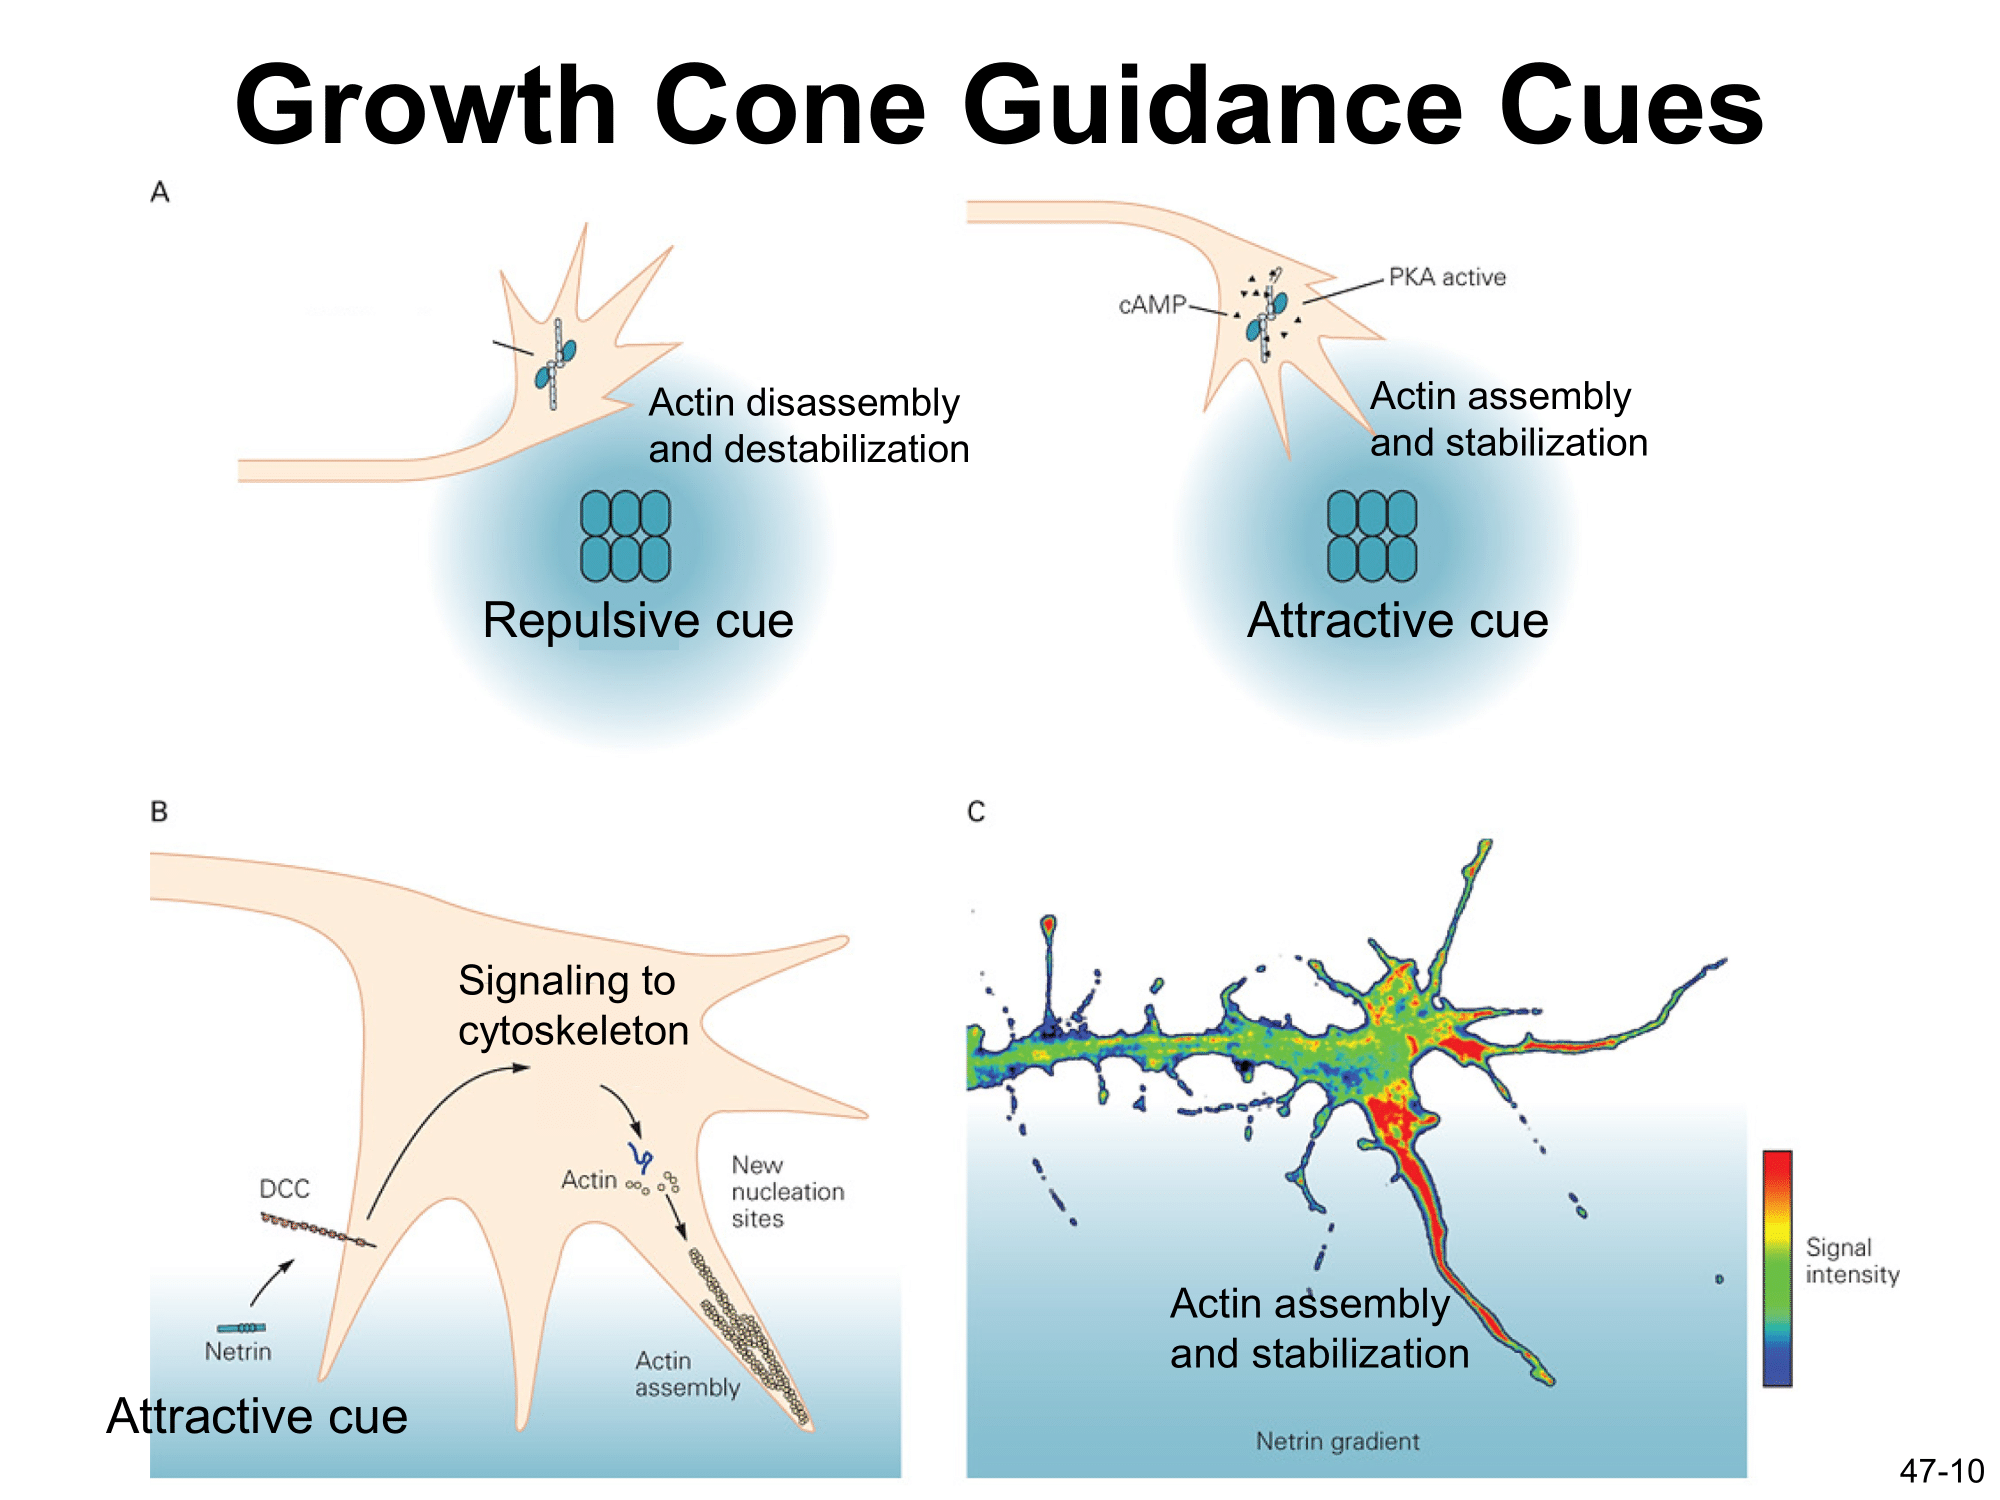 Growth Cone Guidance Cues
A
Actin disassembly
and destabilization
Repulsive cue
cAMP
PKA active
Actin assembly
and stabilization
Attractive cue
B
Signaling to
cytoskeleton
DCC
Netrin
Attractive cue
Actin
New
nucleation
sites
Actin
assembly
C
Actin assembly
and stabilization
Netrin gradient
Signal
intensity
47-10